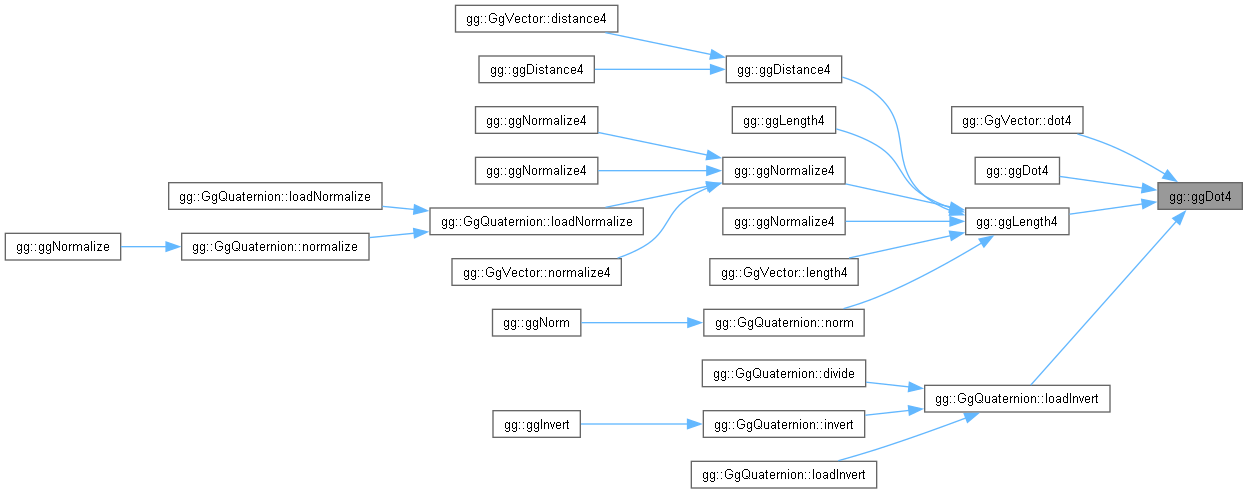 gg::GgVector::distance4
gg::ggDistance4
gg::ggDistance4
gg::ggNormalize4
gg::ggLength4
gg::GgVector::dot4
gg::ggNormalize4
gg::ggNormalize4
gg::ggDot4
gg::GgQuaternion::loadNormalize
gg::ggDot4
gg::GgQuaternion::loadNormalize
gg::ggNormalize4
gg::ggLength4
gg::ggNormalize
gg::GgQuaternion::normalize
gg::GgVector::normalize4
gg::GgVector::length4
gg::ggNorm
gg::GgQuaternion::norm
gg::GgQuaternion::divide
gg::GgQuaternion::loadInvert
gg::ggInvert
gg::GgQuaternion::invert
gg::GgQuaternion::loadInvert